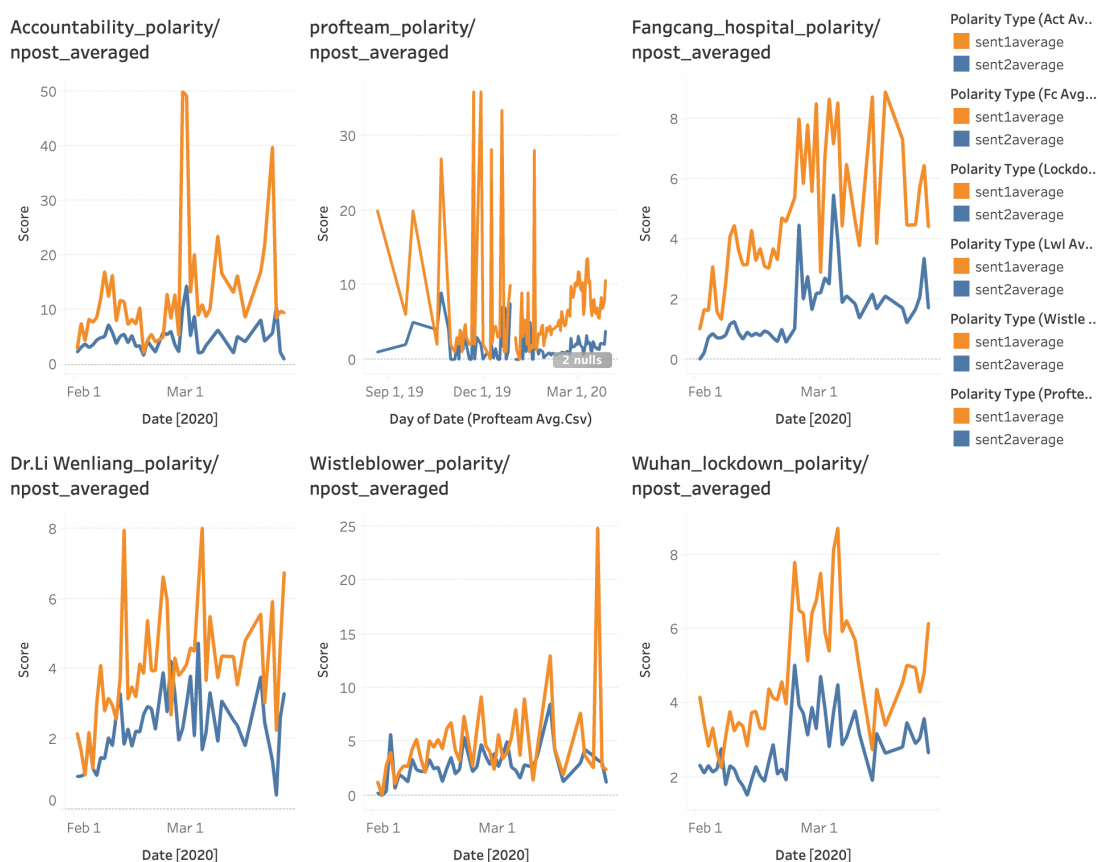 Accountability_polarity/
npost_averaged
50
40
30
20
10
0
Score
Feb 1
Mar 1
Date [2020]
profteam_polarity/
npost_averaged
30
20
10
0
Score
2 nulls
Sep 1, 19
Dec 1, 19
Mar 1, 20
Day of Date (Profteam Avg.Csv)
Fangcang_hospital_polarity/
npost_averaged
8
6
4
2
0
Score
Feb 1
Mar 1
Date [2020]
Polarity Type (Act Av..
sent1average
sent2average
Polarity Type (Fc Avg...
sent1average
sent2average
Polarity Type (Lockdo..
sent1average
sent2average
Polarity Type (Lwl Av..
sent1average
sent2average
Polarity Type (Wistle ..
sent1average
sent2average
Polarity Type (Profte..
sent1average
sent2average
Dr.Li Wenliang_polarity/
npost_averaged
8
6
4
2
0
Score
Feb 1
Mar 1
Date [2020]
Wistleblower_polarity/
npost_averaged
25
20
15
10
5
0
Score
Feb 1
Mar 1
Date [2020]
Wuhan_lockdown_polarity/
npost_averaged
8
6
4
2
Score
Feb 1
Mar 1
Date [2020]